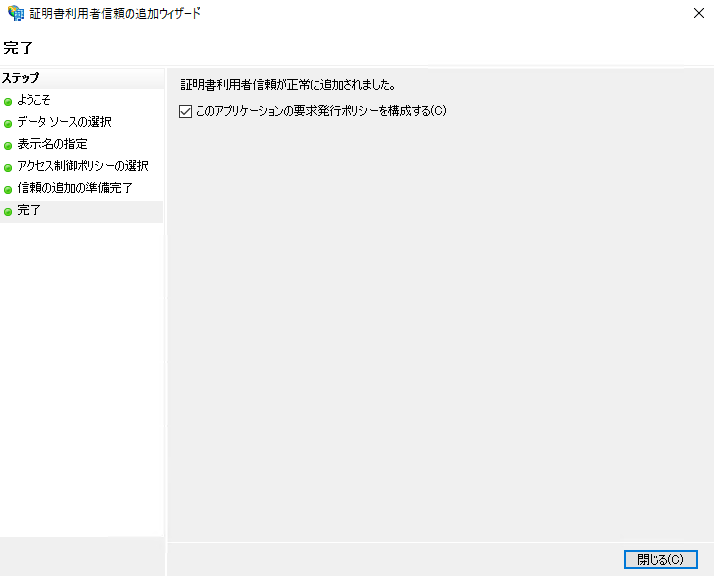 証明書利用者信頼の追加ウィザード
完了
ステップ
ようこそ
データ ソースの選択
表示名の指定
アクセス制御ポリシーの選択
信頼の追加の準備完了
完了
証明書利用者信頼が正常に追加されました。
このアプリケーションの要求発行ポリシーを構成する(C)
閉じる(C)